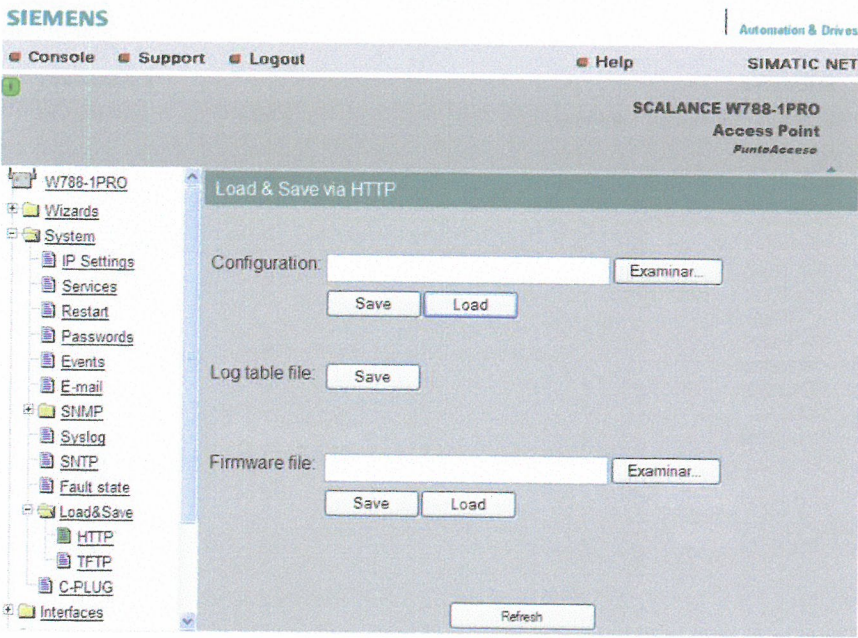 SIEMENS
Automation & Drives
Console Support Logout Help SIMATIC NET
SCALANCE W788-1PRO
Access Point
PuntoAcceso
W788-1PRO
Wizards
System
IP Settings
Services
Restart
Passwords
Events
E-mail
SNMP
Syslog
SNTP
Fault state
Load&Save
HTTP
TFTP
C-PLUG
Interfaces
Load & Save via HTTP
Configuration: Examinar...
Save Load
Log table file: Save
Firmware file: Examinar...
Save Load
Refresh